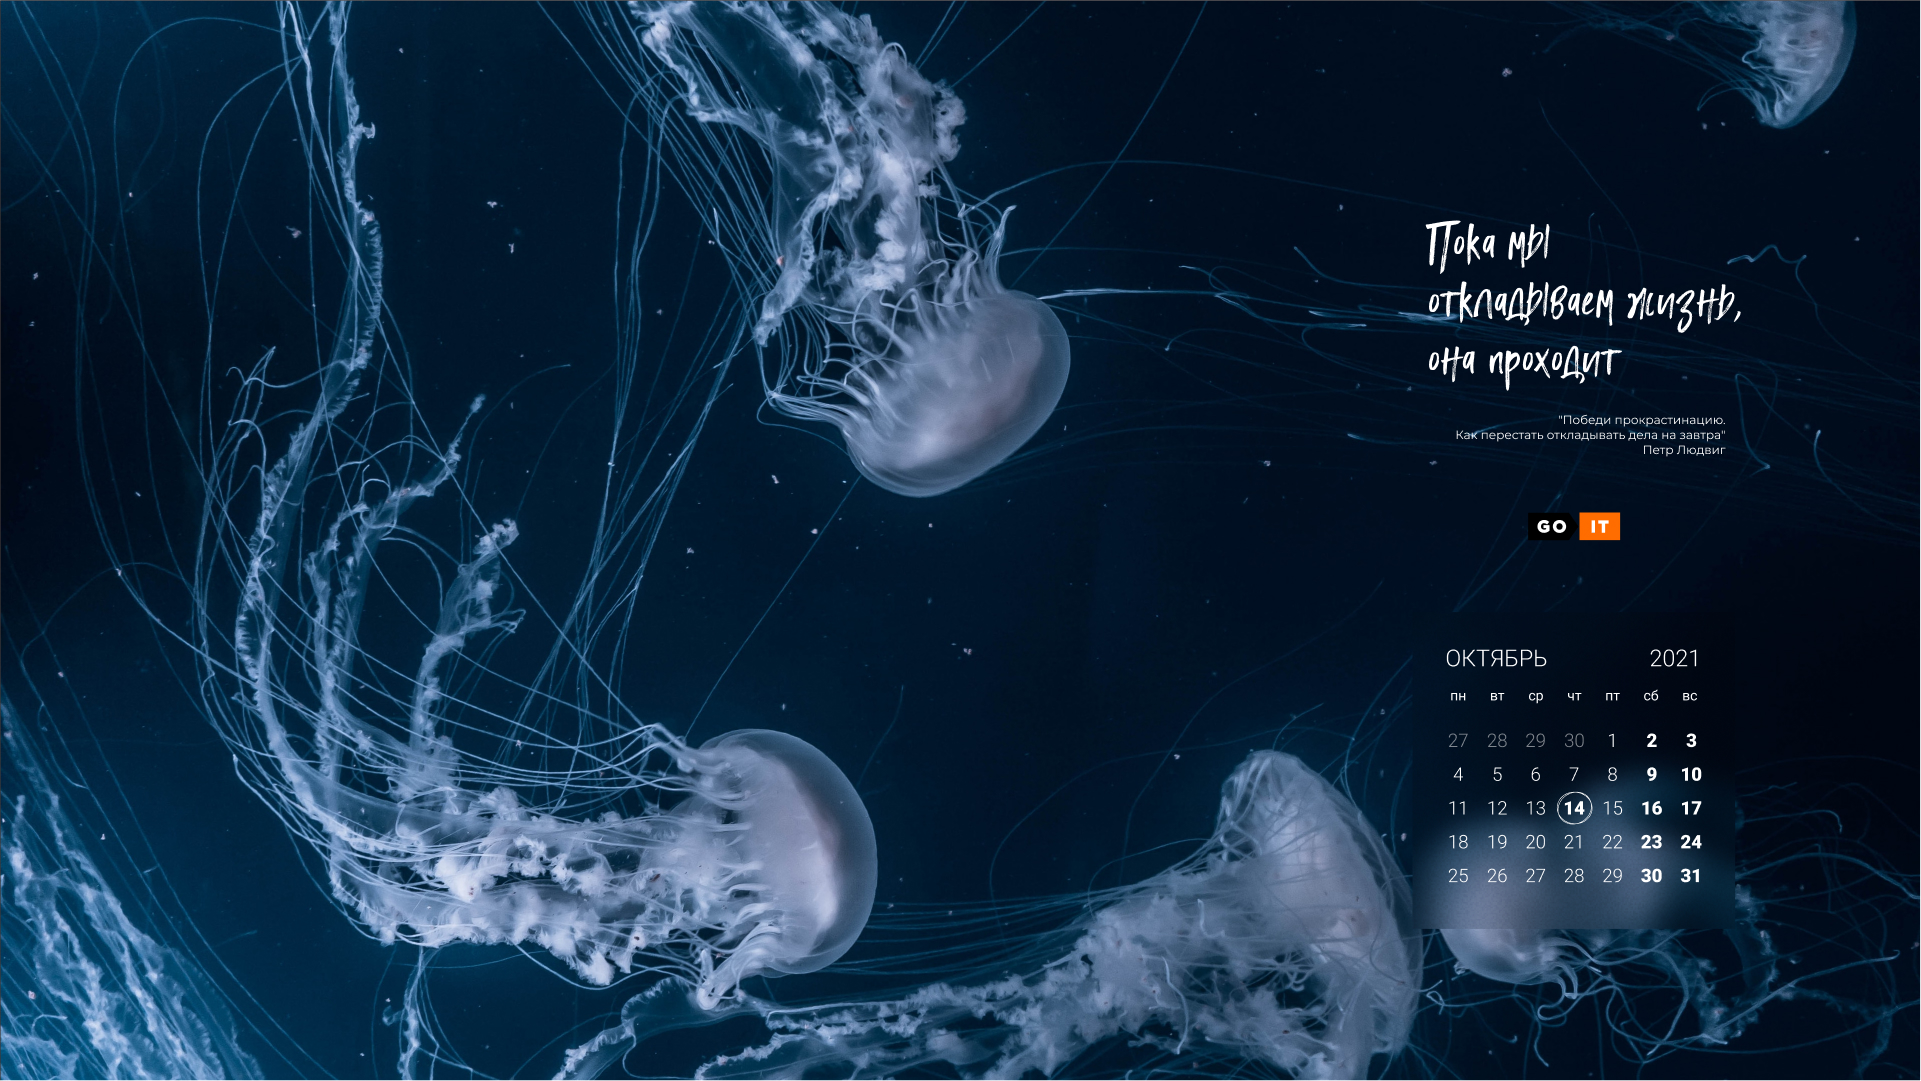 Пока мы
откладываем жизнь,
она проходит
"Победи прокрастинацию.
Как перестать откладывать дела на завтра"
Петр Людвиг
GO IT
ОКТЯБРЬ 2021
пн вт ср чт пт сб вс
27 28 29 30 1 2 3
4 5 6 7 8 9 10
11 12 13 14 15 16 17
18 19 20 21 22 23 24
25 26 27 28 29 30 31